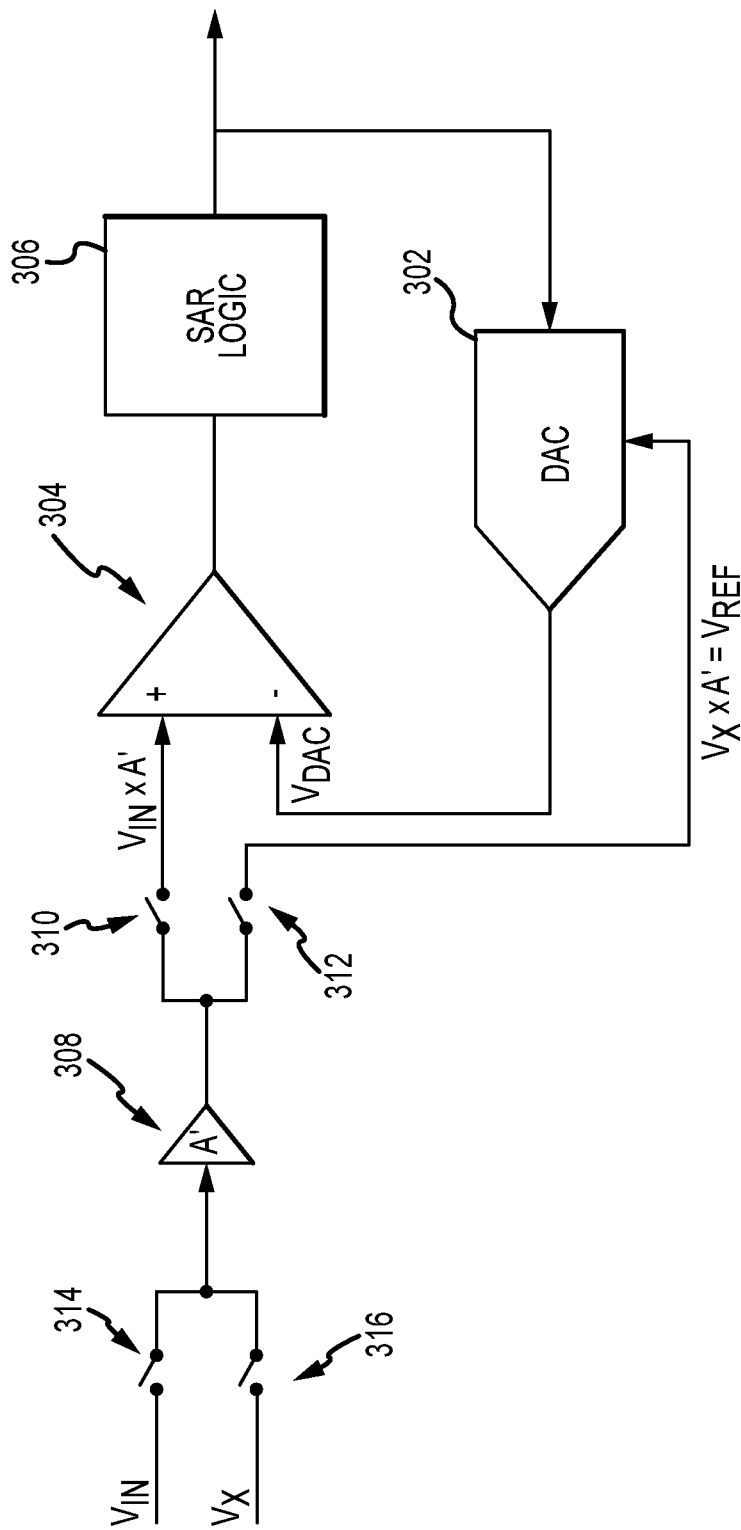 V_IN
V_X
314
316
308
A'
310
312
V_IN x A'
V_DAC
+
-
304
306
SAR
LOGIC
302
DAC
V_X x A' = V_REF